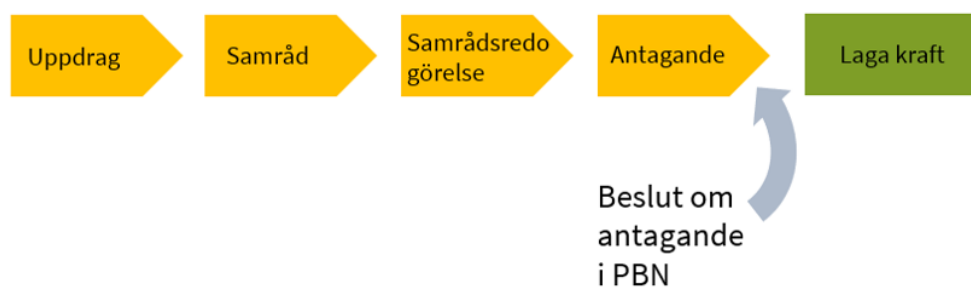 Uppdrag
Samråd
Samrådsredo
görelse
Antagande
Laga kraft
Beslut om
antagande
i PBN